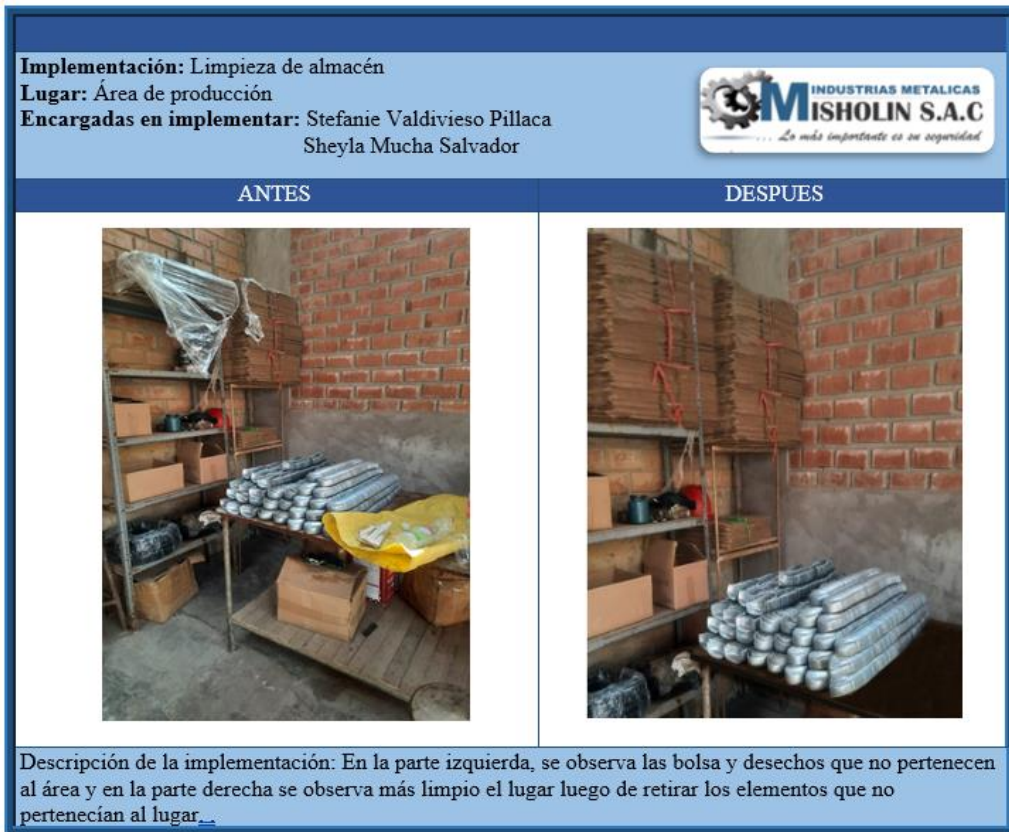 Implementación: Limpieza de almacén
Lugar: Área de producción
Encargadas en implementar: Stefanie Valdivieso Pillaca
Sheyla Mucha Salvador
INDUSTRIAS METALICAS
MISHOLIN S.A.C
... Lo más importante es su seguridad
ANTES
DESPUES
Descripción de la implementación: En la parte izquierda, se observa las bolsa y desechos que no pertenecen
al área y en la parte derecha se observa más limpio el lugar luego de retirar los elementos que no
pertenecían al lugar...